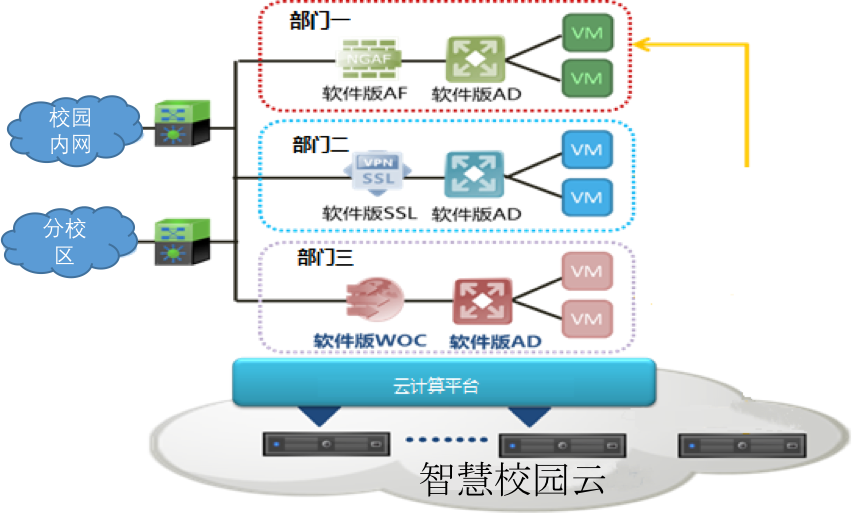 部门一
NGAF
软件版AF
软件版AD
VM
VM
校园
内网
部门二
VPN
SSL
软件版SSL
软件版AD
VM
VM
分校
区
部门三
软件版WOC
软件版AD
VM
VM
云计算平台
智慧校园云